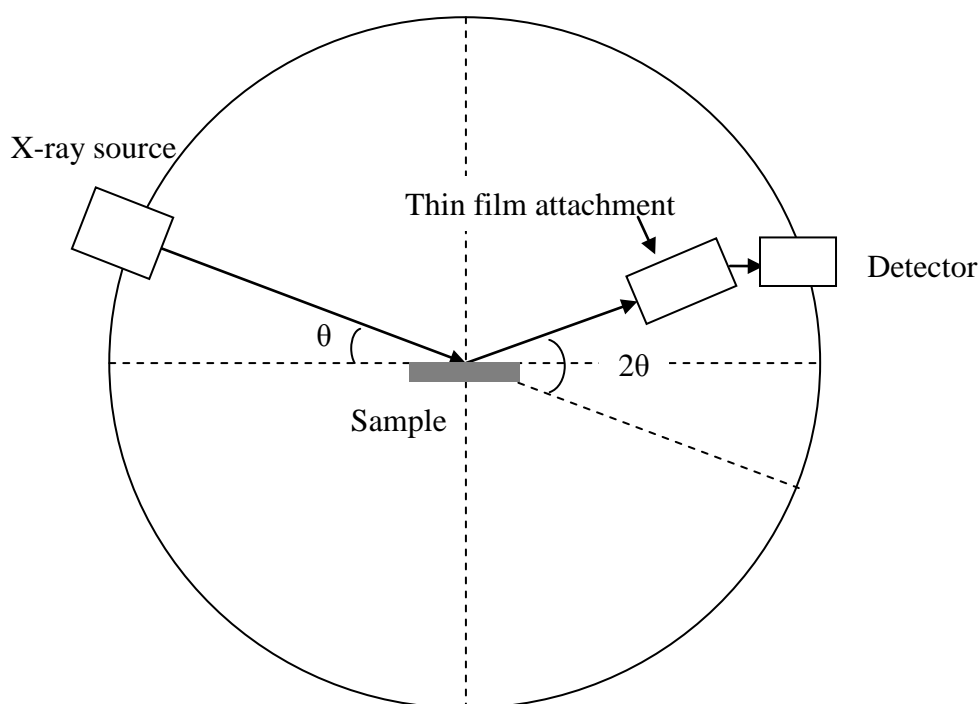 X-ray source
Thin film attachment
Detector
θ
2θ
Sample